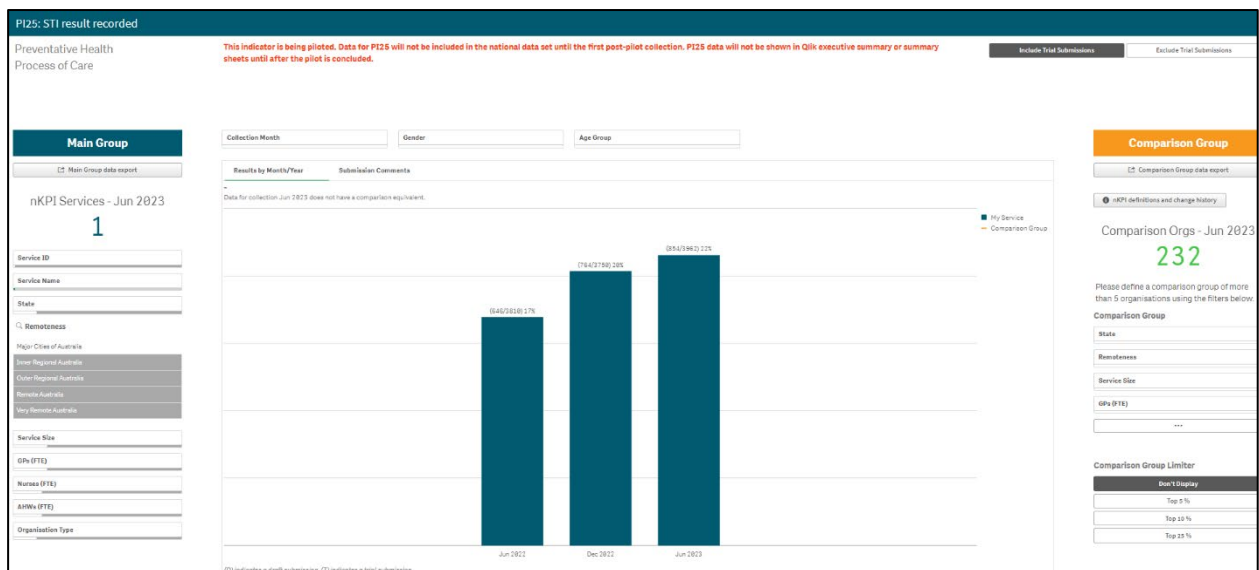 PI25: STI result recorded
Preventative Health
Process of Care
This indicator is being piloted. Data for PI25 will not be included in the national data set until the first post-pilot collection. PI25 data will not be shown in Qlik executive summary or summary
sheets until after the pilot is concluded.
Include Trial Submissions
Exclude Trial Submissions
Main Group
Main Group data export
nKPI Services - Jun 2023
1
Service ID
Service Name
State
Remoteness
Major Cities of Australia
Inner Regional Australia
Outer Regional Australia
Remote Australia
Very Remote Australia
Service Size
GPs (FTE)
Nurses (FTE)
AHWs (FTE)
Organisation Type
Collection Month
Gender
Age Group
Results by Month/Year
Submission Comments
-
Data for collection Jun 2023 does not have a comparison equivalent.
My Service
Comparison Group
(854/3962) 22%
(764/3790) 20%
(646/3810) 17%
Jun 2022
Dec 2022
Jun 2023
Comparison Group
Comparison Group data export
nKPI definitions and change history
Comparison Orgs - Jun 2023
232
Please define a comparison group of more
than 5 organisations using the filters below.
Comparison Group
State
Remoteness
Service Size
GPs (FTE)
...
Comparison Group Limiter
Don't Display
Top 5 %
Top 10 %
Top 25 %